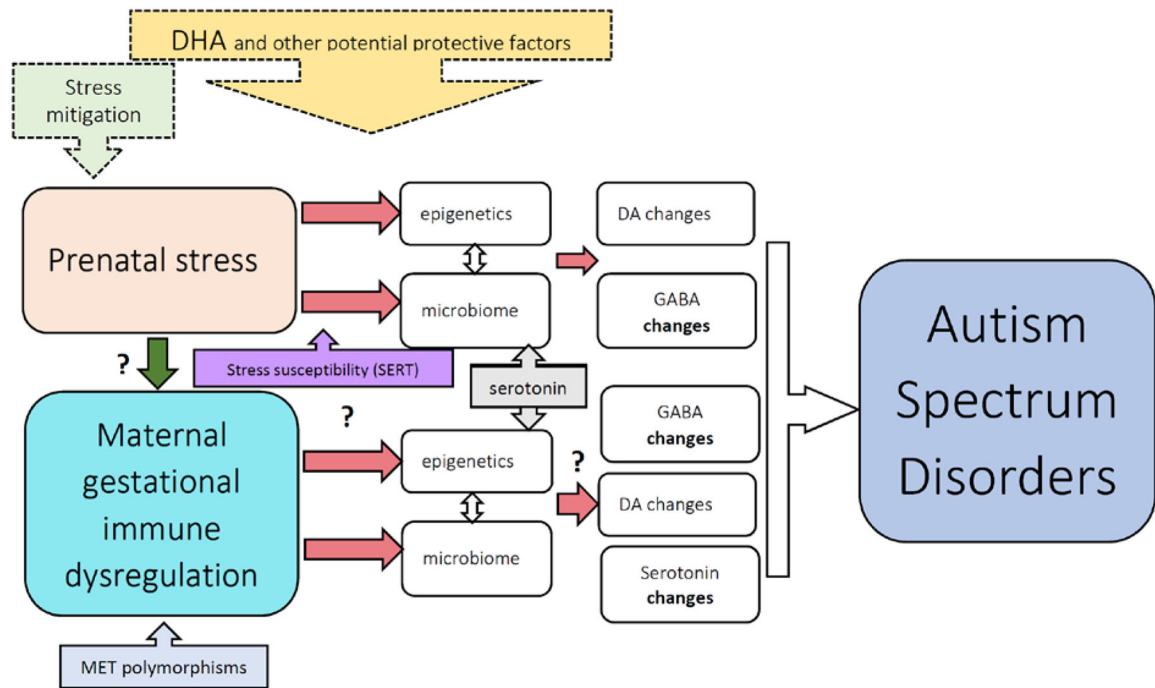 DHA and other potential protective factors
Stress
mitigation
Prenatal stress
epigenetics
DA changes
microbiome
GABA
changes
?
Stress susceptibility (SERT)
serotonin
Maternal
gestational
immune
dysregulation
?
epigenetics
microbiome
?
GABA
changes
DA changes
Serotonin
changes
MET polymorphisms
Autism
Spectrum
Disorders